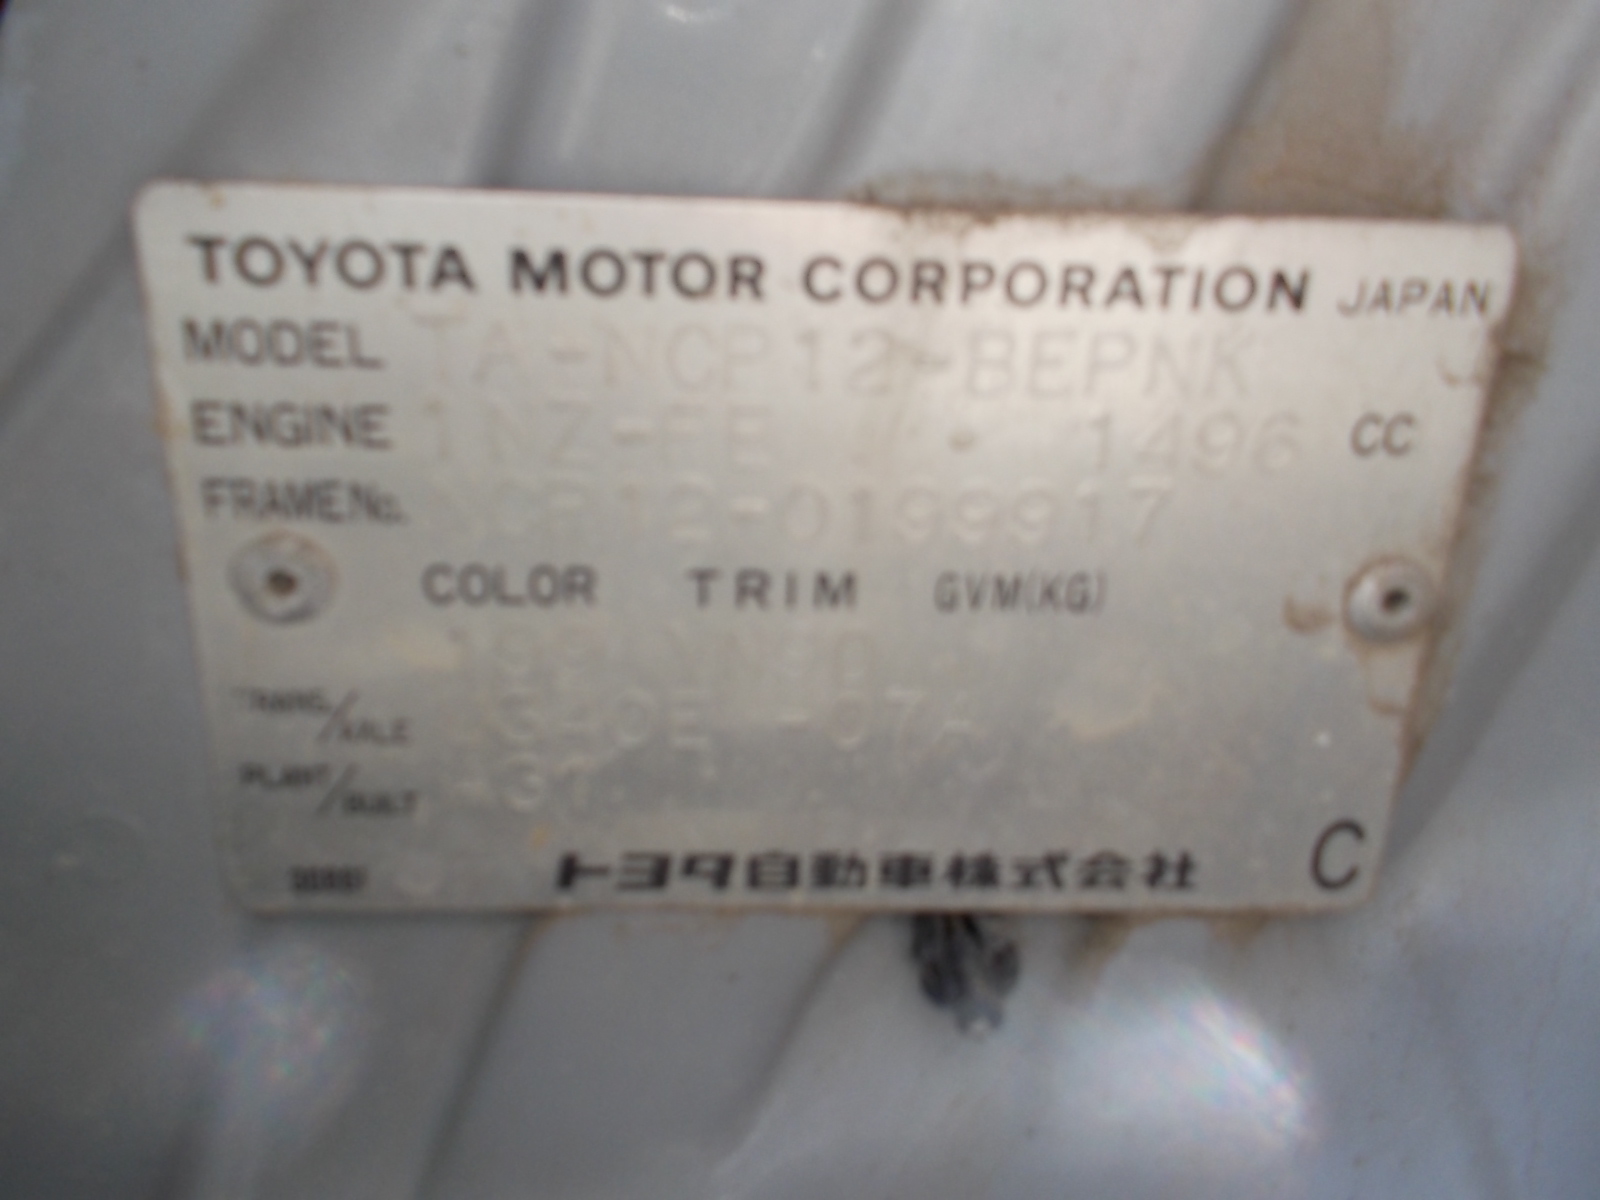 TOYOTA MOTOR CORPORATION JAPAN
MODEL TA-NCP12-BEPNK
ENGINE 1NZ-FE 1496 CC
FRAME No. NCP12-0199917
COLOR TRIM GVM(KG)
TRANS/AXLE -07A
PLANT/BUILT
トヨタ自動車株式会社 C